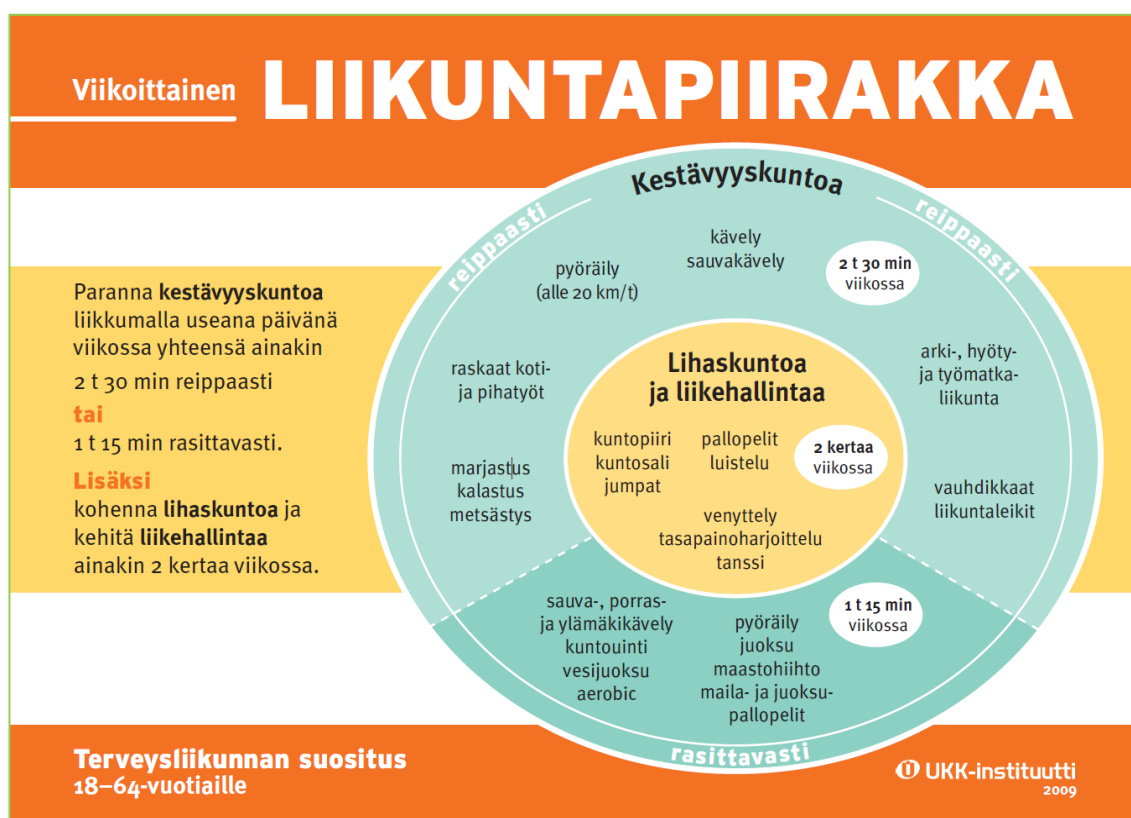 Viikoittainen LIIKUNTAPIIRAKKA
Paranna kestävyyskuntoa
liikkumalla useana päivänä
viikossa yhteensä ainakin
2 t 30 min reippaasti
tai
1 t 15 min rasittavasti.
Lisäksi
kohenna lihaskuntoa ja
kehitä liikehallintaa
ainakin 2 kertaa viikossa.
Kestävyyskuntoa
reippaasti
reippaasti
kävely
sauvakävely
2 t 30 min
viikossa
pyöräily
(alle 20 km/t)
raskaat koti-
ja pihatyöt
arki-, hyöty-
ja työmatka-
liikunta
marjastus
kalastus
metsästys
vauhdikkaat
liikuntaleikit
Lihaskuntoa
ja liikehallintaa
kuntopiiri
kuntosali
jumpat
pallopelit
luistelu
2 kertaa
viikossa
venyttely
tasapainoharjoittelu
tanssi
sauva-, porras-
ja ylämäkikävely
kuntouinti
vesijuoksu
aerobic
pyöräily
juoksu
maastohiihto
maila- ja juoksu-
pallopelit
1 t 15 min
viikossa
rasittavasti
Terveysliikunnan suositus
18–64-vuotiaille
UKK-instituutti
2009